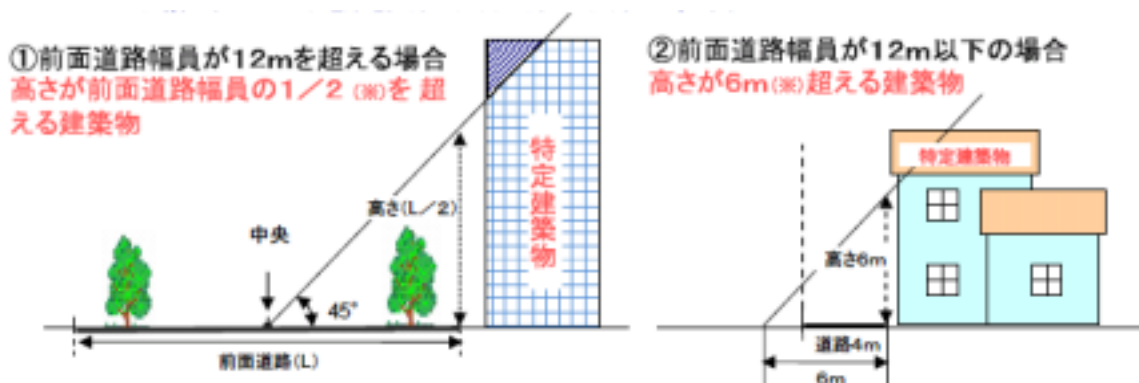 ①前面道路幅員が12mを超える場合
高さが前面道路幅員の1/2(※)を 超
える建築物
特定建築物
高さ(L/2)
中央
45°
前面道路(L)
②前面道路幅員が12m以下の場合
高さが6m(※)超える建築物
特定建築物
高さ6m
道路4m
6m